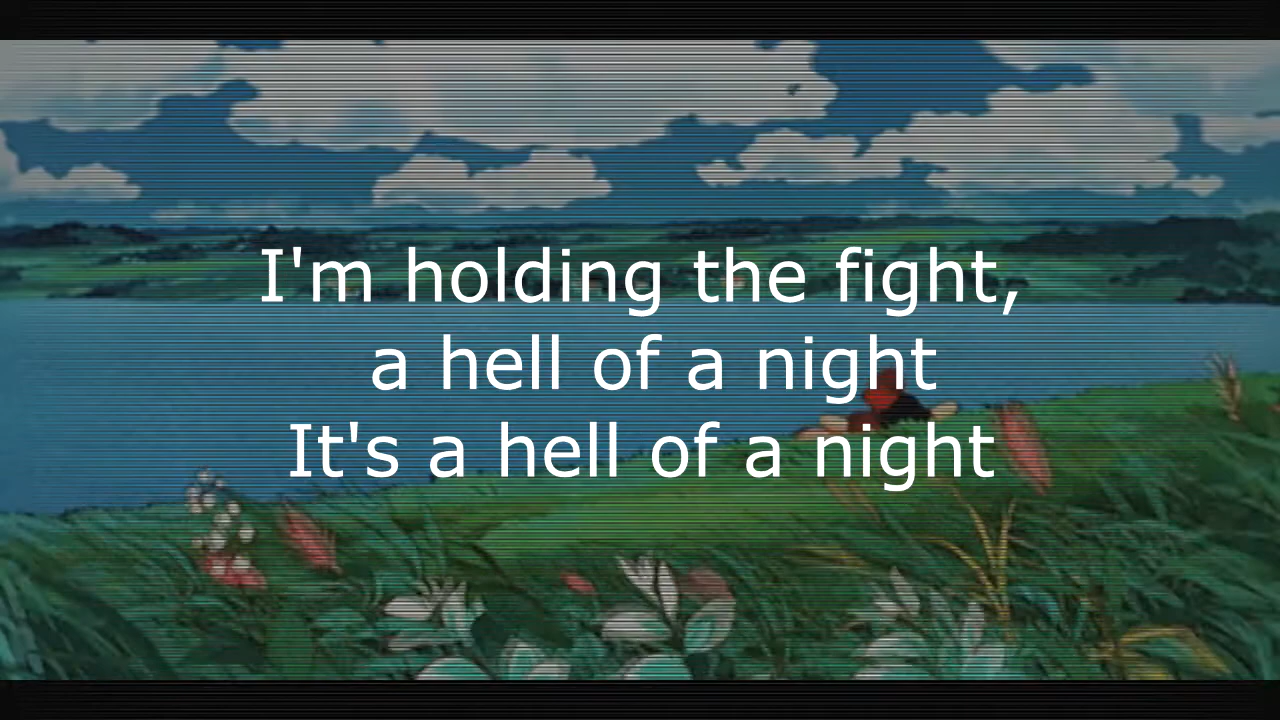 I'm holding the fight,
a hell of a night
It's a hell of a night